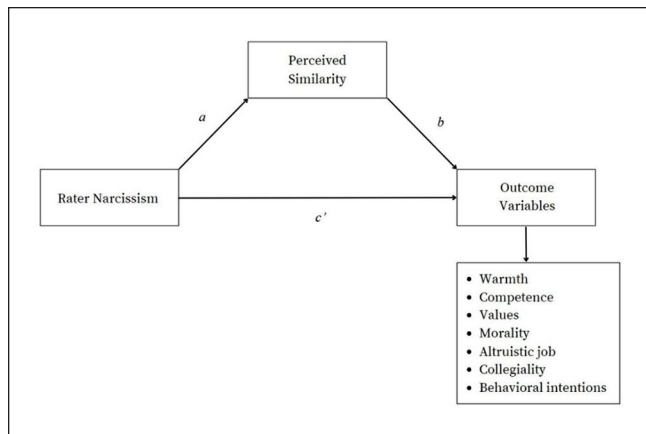 Perceived
Similarity
a
b
Rater Narcissism
Outcome
Variables
c'
• Warmth
• Competence
• Values
• Morality
• Altruistic job
• Collegiality
• Behavioral intentions